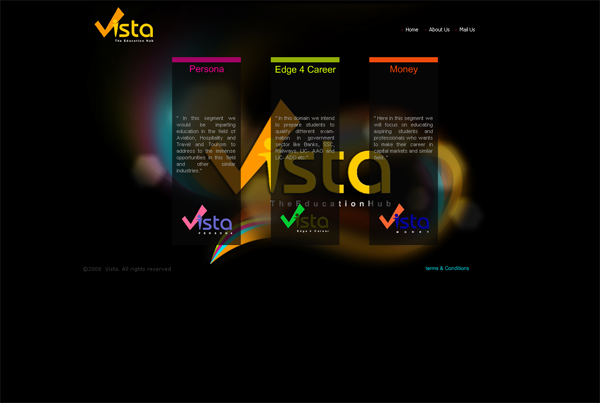 Vista
The Education Hub
Home
About Us
Mail Us
Persona
Edge 4 Career
Money
" In this segment we
would be imparting
education in the field of
Aviation, Hospitality and
Travel and Tourism to
address to the immense
opportunities in this field
and other similar
industries."
" In this domain we intend
to prepare students to
qualify different exam-
ination in government
sector like Banks, SSC,
Railways, LIC- AAO and
LIC-ADO etc."
" Here in this segment we
will focus on educating
aspiring students and
professionals who wants
to make their career in
capital markets and similar
field."
Vista
TheEducationHub
Vista
PERSONA
Vista
Edge 4 Career
Vista
MONEY
©2009 Vista, All rights reserved
terms & Conditions